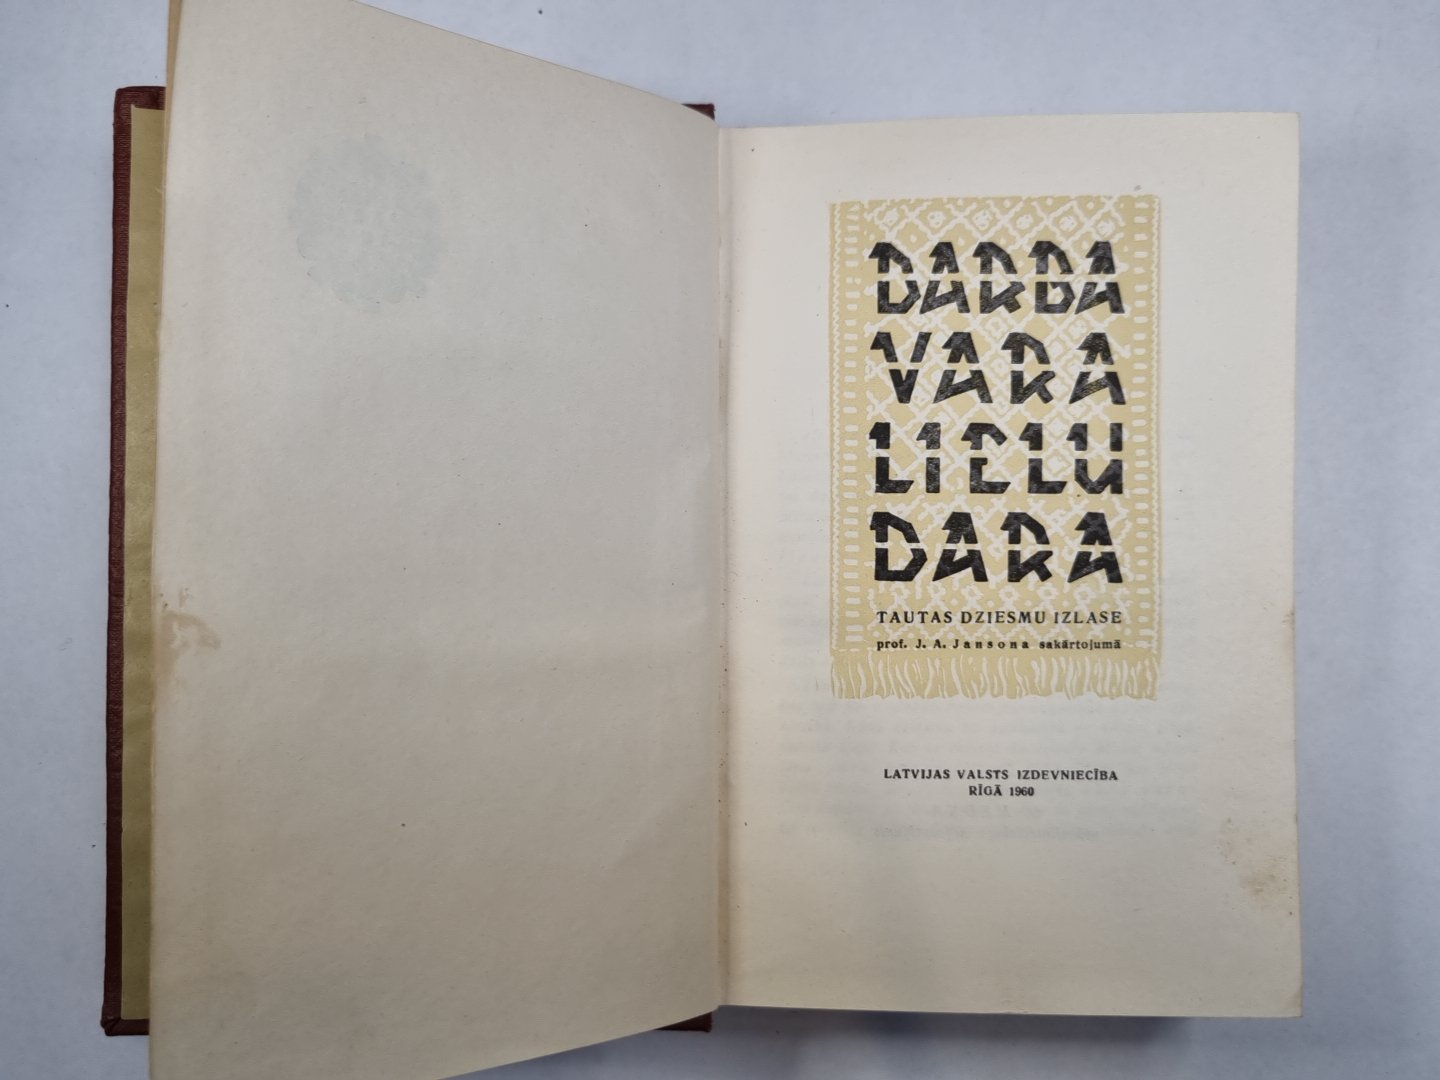 DARBA
VARA
LIELU
DARA
TAUTAS DZIESMU IZLASE
prof. J. A. Jansona sakārtojumā
LATVIJAS VALSTS IZDEVNIECĪBA
RĪGĀ 1960